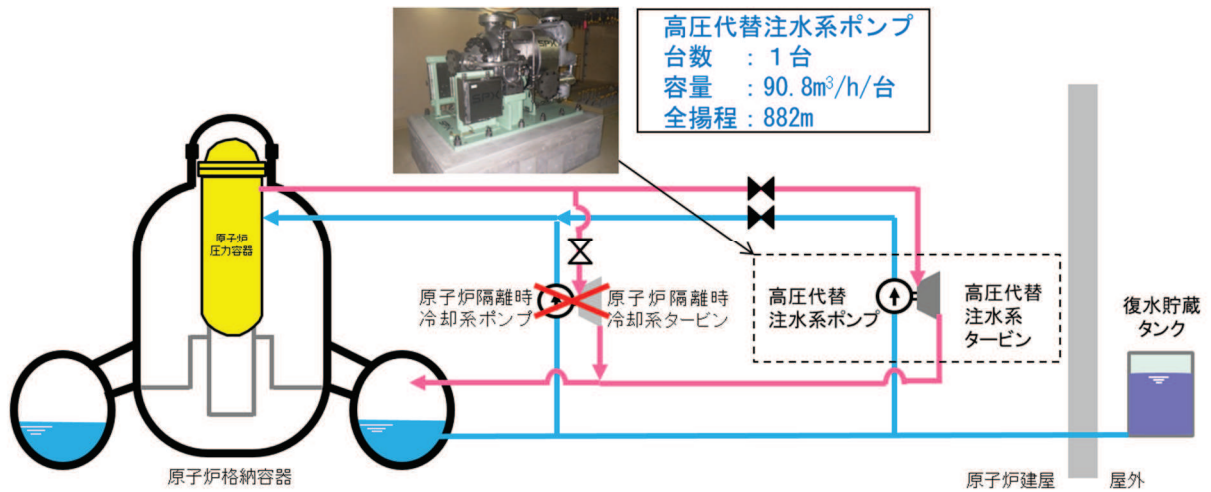 高圧代替注水系ポンプ
台数　：１台
容量　：90.8m³/h/台
全揚程：882m
SPX
SPX
原子炉
圧力容器
原子炉隔離時
冷却系ポンプ
原子炉隔離時
冷却系タービン
高圧代替
注水系ポンプ
高圧代替
注水系
タービン
復水貯蔵
タンク
原子炉格納容器
原子炉建屋
屋外